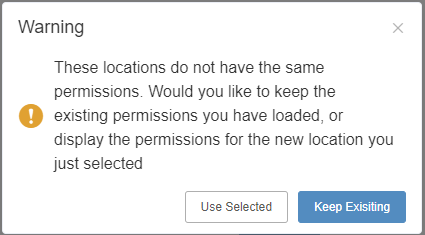 Warning
These locations do not have the same
permissions. Would you like to keep the
existing permissions you have loaded, or
display the permissions for the new location you
just selected
Use Selected
Keep Exisiting